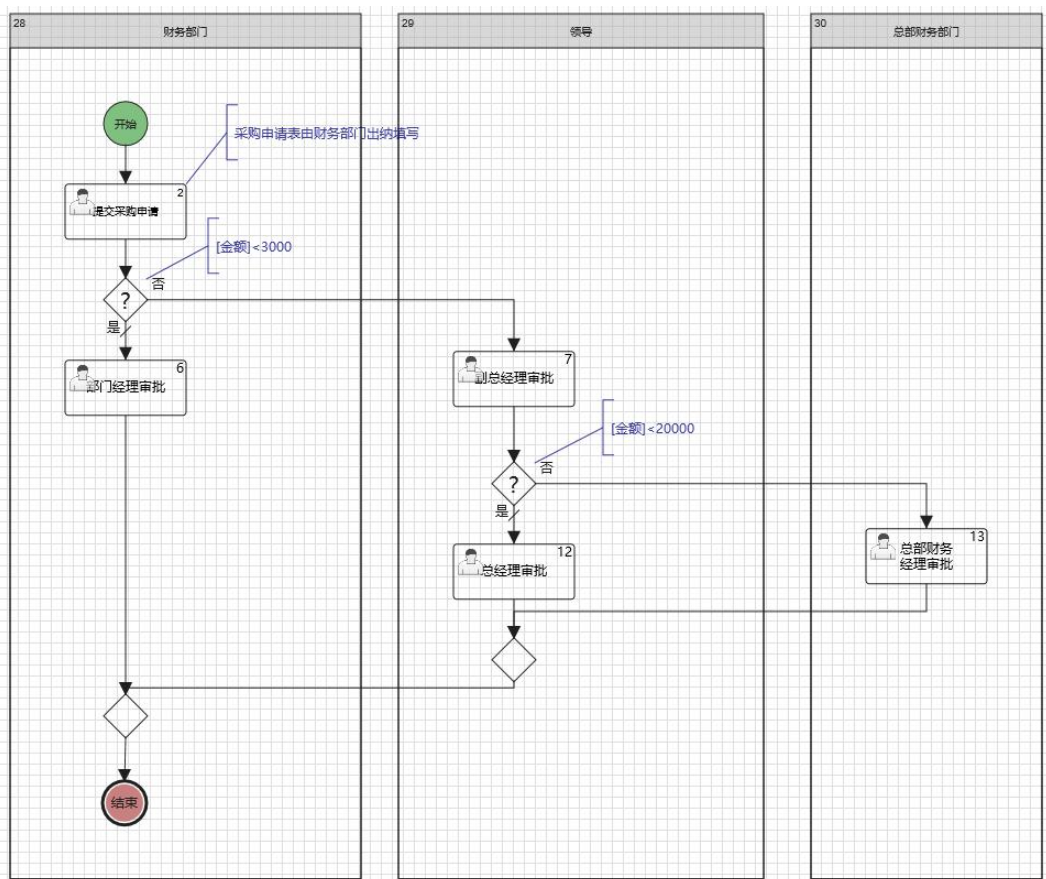 28
财务部门
29
领导
30
总部财务部门
开始
采购申请表由财务部门出纳填写
2
提交采购申请
[金额]<3000
否
?
是
6
部门经理审批
7
副总经理审批
[金额]<20000
否
?
是
12
总经理审批
13
总部财务
经理审批
结束